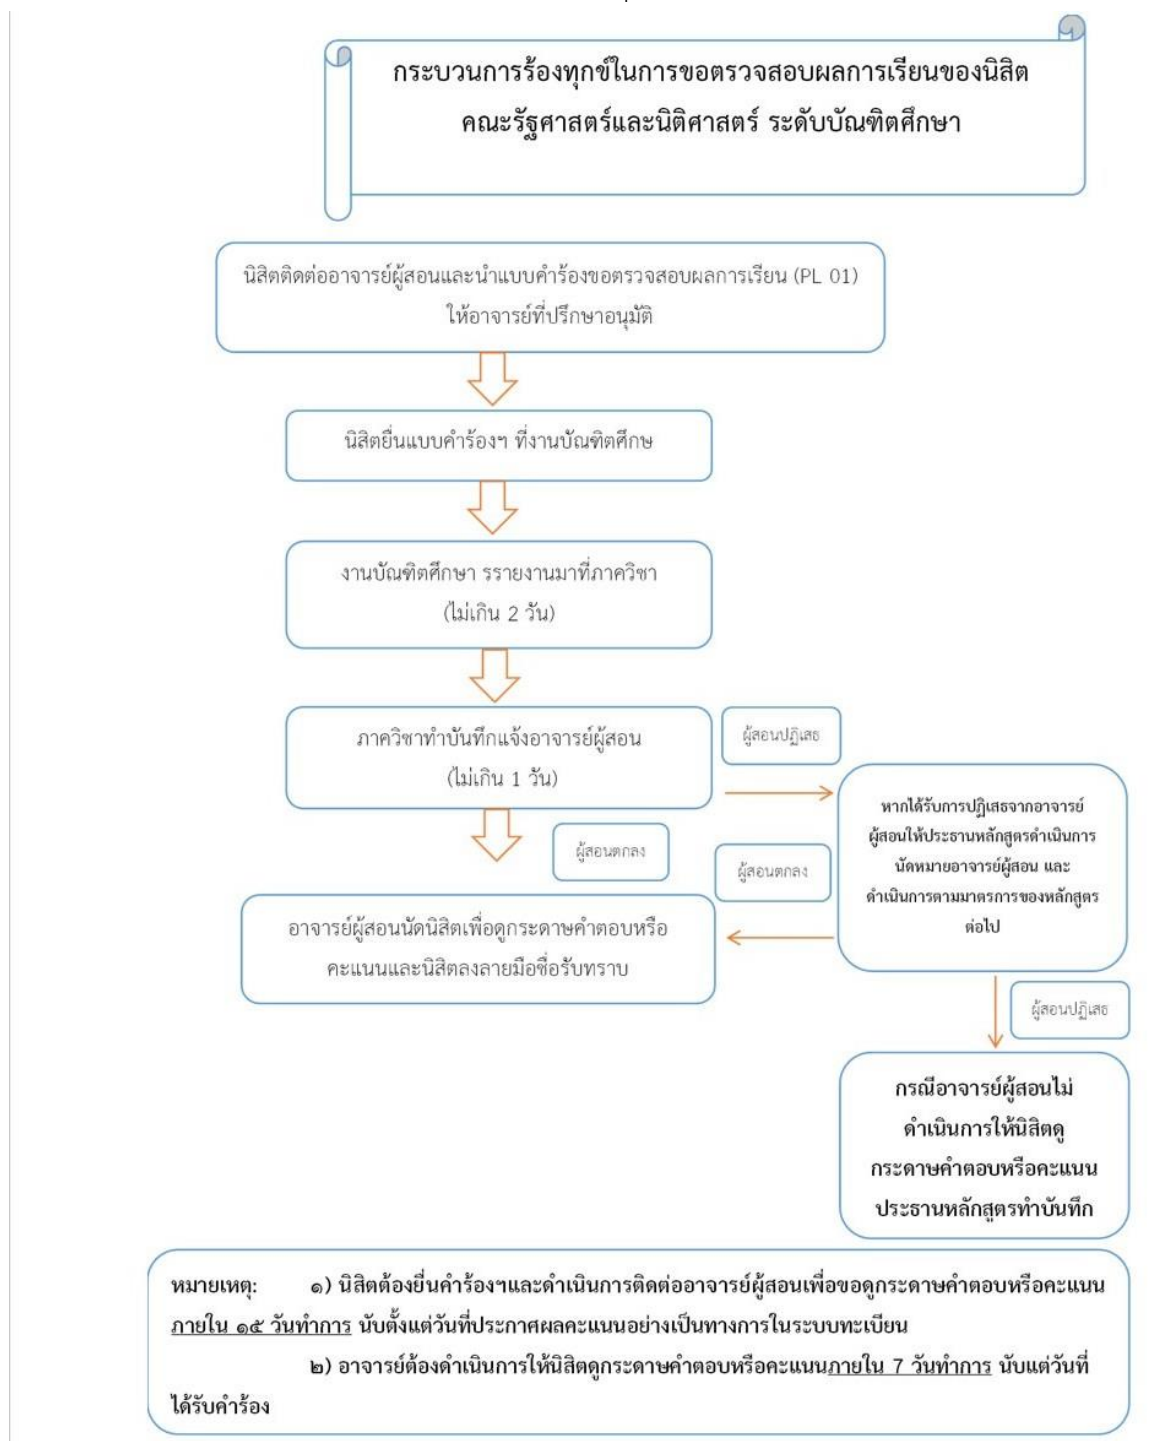 กระบวนการร้องทุกข์ในการขอตรวจสอบผลการเรียนของนิสิต
คณะรัฐศาสตร์และนิติศาสตร์ ระดับบัณฑิตศึกษา
นิสิตติดต่ออาจารย์ผู้สอนและนำแบบคำร้องขอตรวจสอบผลการเรียน (PL 01)
ให้อาจารย์ที่ปรึกษาอนุมัติ
นิสิตยื่นแบบคำร้องฯ ที่งานบัณฑิตศึกษ
งานบัณฑิตศึกษา รรายงานมาที่ภาควิชา
(ไม่เกิน 2 วัน)
ภาควิชาทำบันทึกแจ้งอาจารย์ผู้สอน
(ไม่เกิน 1 วัน)
ผู้สอนปฏิเสธ
หากได้รับการปฏิเสธจากอาจารย์
ผู้สอนให้ประธานหลักสูตรดำเนินการ
นัดหมายอาจารย์ผู้สอน และ
ดำเนินการตามมาตรการของหลักสูตร
ต่อไป
ผู้สอนตกลง
ผู้สอนตกลง
อาจารย์ผู้สอนนัดนิสิตเพื่อดูกระดาษคำตอบหรือ
คะแนนและนิสิตลงลายมือชื่อรับทราบ
ผู้สอนปฏิเสธ
กรณีอาจารย์ผู้สอนไม่
ดำเนินการให้นิสิตดู
กระดาษคำตอบหรือคะแนน
ประธานหลักสูตรทำบันทึก
หมายเหตุ: ๑) นิสิตต้องยื่นคำร้องฯและดำเนินการติดต่ออาจารย์ผู้สอนเพื่อขอดูกระดาษคำตอบหรือคะแนน
ภายใน ๑๕ วันทำการ นับตั้งแต่วันที่ประกาศผลคะแนนอย่างเป็นทางการในระบบทะเบียน
๒) อาจารย์ต้องดำเนินการให้นิสิตดูกระดาษคำตอบหรือคะแนนภายใน 7 วันทำการ นับแต่วันที่
ได้รับคำร้อง